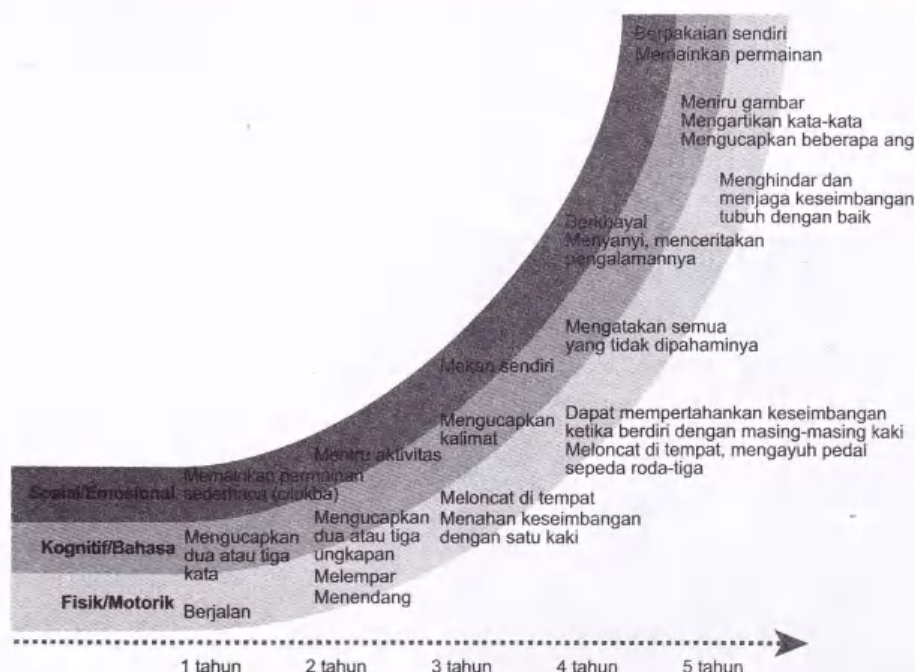 Berpakaian sendiri
Memainkan permainan
Meniru gambar
Mengartikan kata-kata
Mengucapkan beberapa ang
Menghindar dan
menjaga keseimbangan
tubuh dengan baik
Berkhayal
Menyanyi, menceritakan
pengalamannya
Mengatakan semua
yang tidak dipahaminya
Mekan sendiri
Mengucapkan
kalimat
Dapat mempertahankan keseimbangan
ketika berdiri dengan masing-masing kaki
Meloncat di tempat, mengayuh pedal
sepeda roda-tiga
Meniru aktivitas
Sosial/Emosional
Memainkan permainan
sederhana (cilukba)
Meloncat di tempat
Menahan keseimbangan
dengan satu kaki
Kognitif/Bahasa
Mengucapkan
dua atau tiga
kata
Mengucapkan
dua atau tiga
ungkapan
Melempar
Menendang
Fisik/Motorik
Berjalan
1 tahun
2 tahun
3 tahun
4 tahun
5 tahun